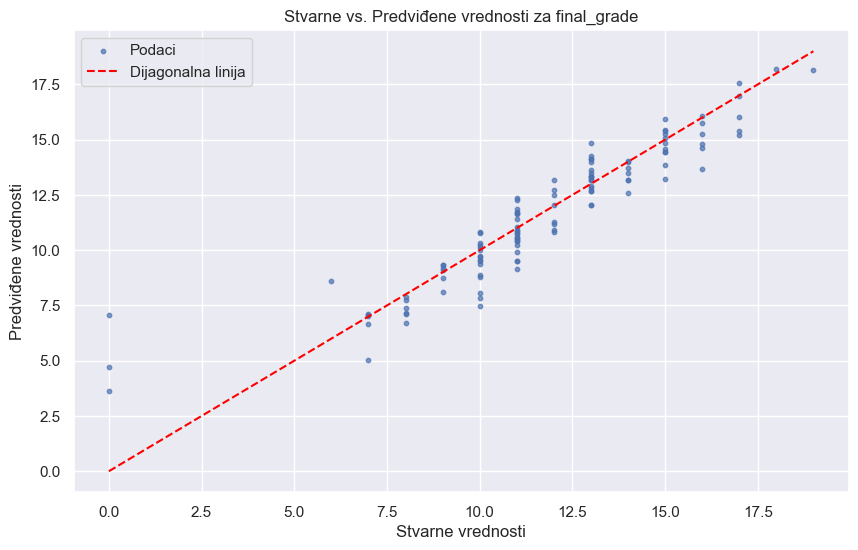 Stvarne vs. Predviđene vrednosti za final_grade
Podaci
Dijagonalna linija
Predviđene vrednosti
17.5
15.0
12.5
10.0
7.5
5.0
2.5
0.0
0.0 2.5 5.0 7.5 10.0 12.5 15.0 17.5
Stvarne vrednosti